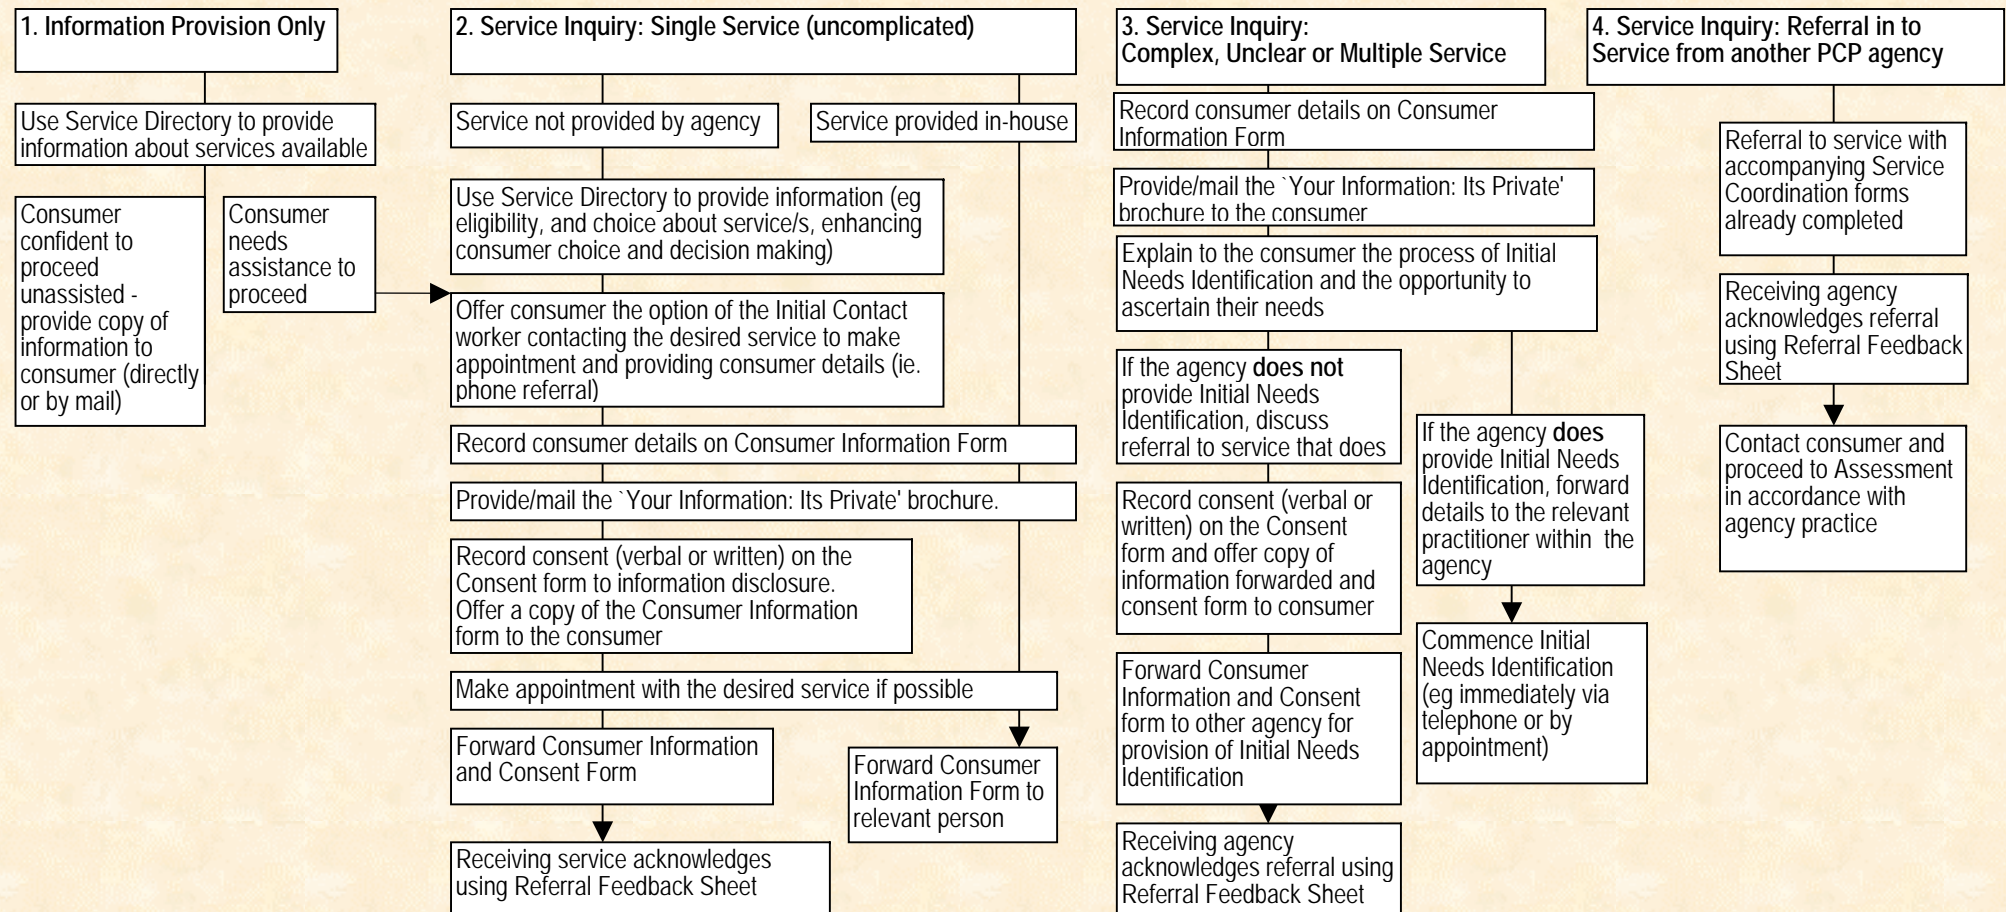 1. Information Provision Only
Use Service Directory to provide
information about services available
Consumer
confident to
proceed
unassisted -
provide copy of
information to
consumer (directly
or by mail)
Consumer
needs
assistance to
proceed
2. Service Inquiry: Single Service (uncomplicated)
Service not provided by agency
Service provided in-house
Use Service Directory to provide information (eg
eligibility, and choice about service/s, enhancing
consumer choice and decision making)
Offer consumer the option of the Initial Contact
worker contacting the desired service to make
appointment and providing consumer details (ie.
phone referral)
Record consumer details on Consumer Information Form
Provide/mail the `Your Information: Its Private' brochure.
Record consent (verbal or written) on the
Consent form to information disclosure.
Offer a copy of the Consumer Information
form to the consumer
Make appointment with the desired service if possible
Forward Consumer Information
and Consent Form
Forward Consumer
Information Form to
relevant person
Receiving service acknowledges
using Referral Feedback Sheet
3. Service Inquiry:
Complex, Unclear or Multiple Service
Record consumer details on Consumer
Information Form
Provide/mail the `Your Information: Its Private'
brochure to the consumer
Explain to the consumer the process of Initial
Needs Identification and the opportunity to
ascertain their needs
If the agency does not
provide Initial Needs
Identification, discuss
referral to service that does
Record consent (verbal or
written) on the Consent
form and offer copy of
information forwarded and
consent form to consumer
Forward Consumer
Information and Consent
form to other agency for
provision of Initial Needs
Identification
Receiving agency
acknowledges referral using
Referral Feedback Sheet
If the agency does
provide Initial Needs
Identification, forward
details to the relevant
practitioner within the
agency
Commence Initial
Needs Identification
(eg immediately via
telephone or by
appointment)
4. Service Inquiry: Referral in to
Service from another PCP agency
Referral to service with
accompanying Service
Coordination forms
already completed
Receiving agency
acknowledges referral
using Referral Feedback
Sheet
Contact consumer and
proceed to Assessment
in accordance with
agency practice